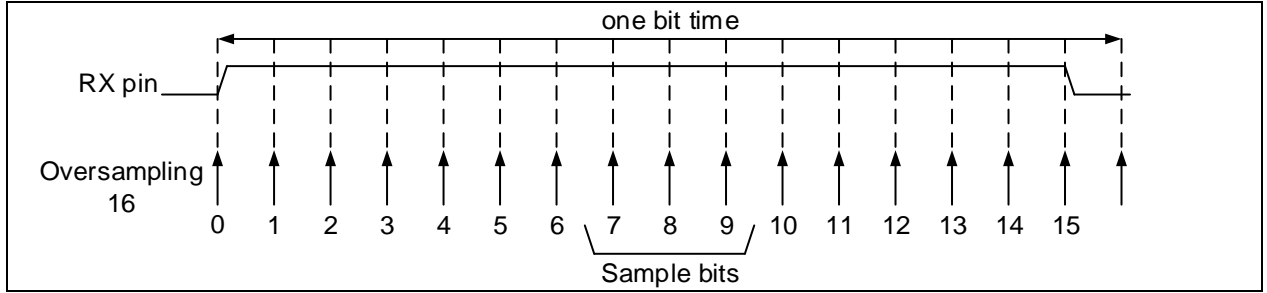 one bit time
RX pin
Oversampling
16
0 1 2 3 4 5 6 7 8 9 10 11 12 13 14 15
Sample bits